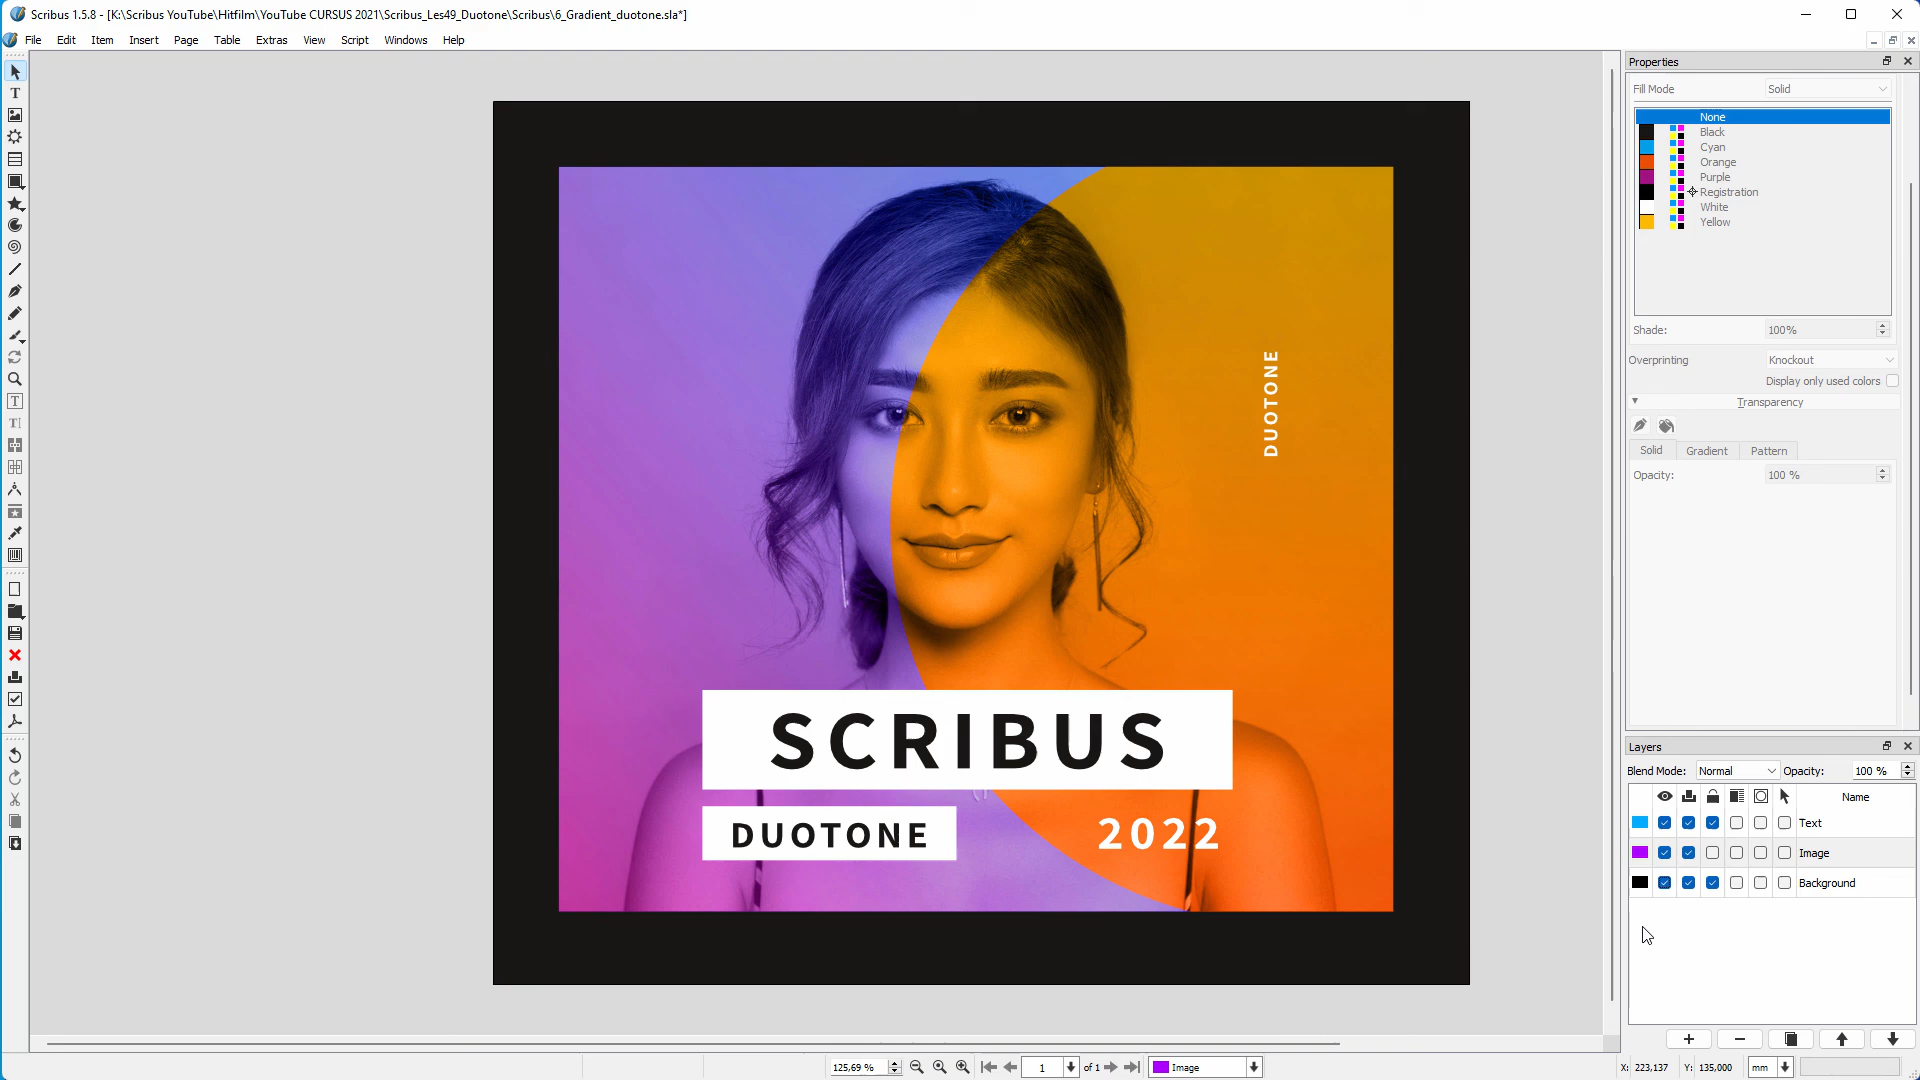 Scribus 1.5.8 - [K:\Scribus YouTube\Hitfilm\YouTube CURSUS 2021\Scribus_Les49_Duotone\Scribus\6_Gradient_duotone.sla*]
File Edit Item Insert Page Table Extras View Script Windows Help
Properties
Fill Mode Solid
None
Black
Cyan
Orange
Purple
Registration
White
Yellow
Shade: 100%
Overprinting Knockout
Display only used colors
Transparency
Solid Gradient Pattern
Opacity: 100 %
DUOTONE
SCRIBUS
DUOTONE
2022
Layers
Blend Mode: Normal Opacity: 100 %
Name
Text
Image
Background
125,69 % 1 of 1 Image X: 223,137 Y: 135,000 mm